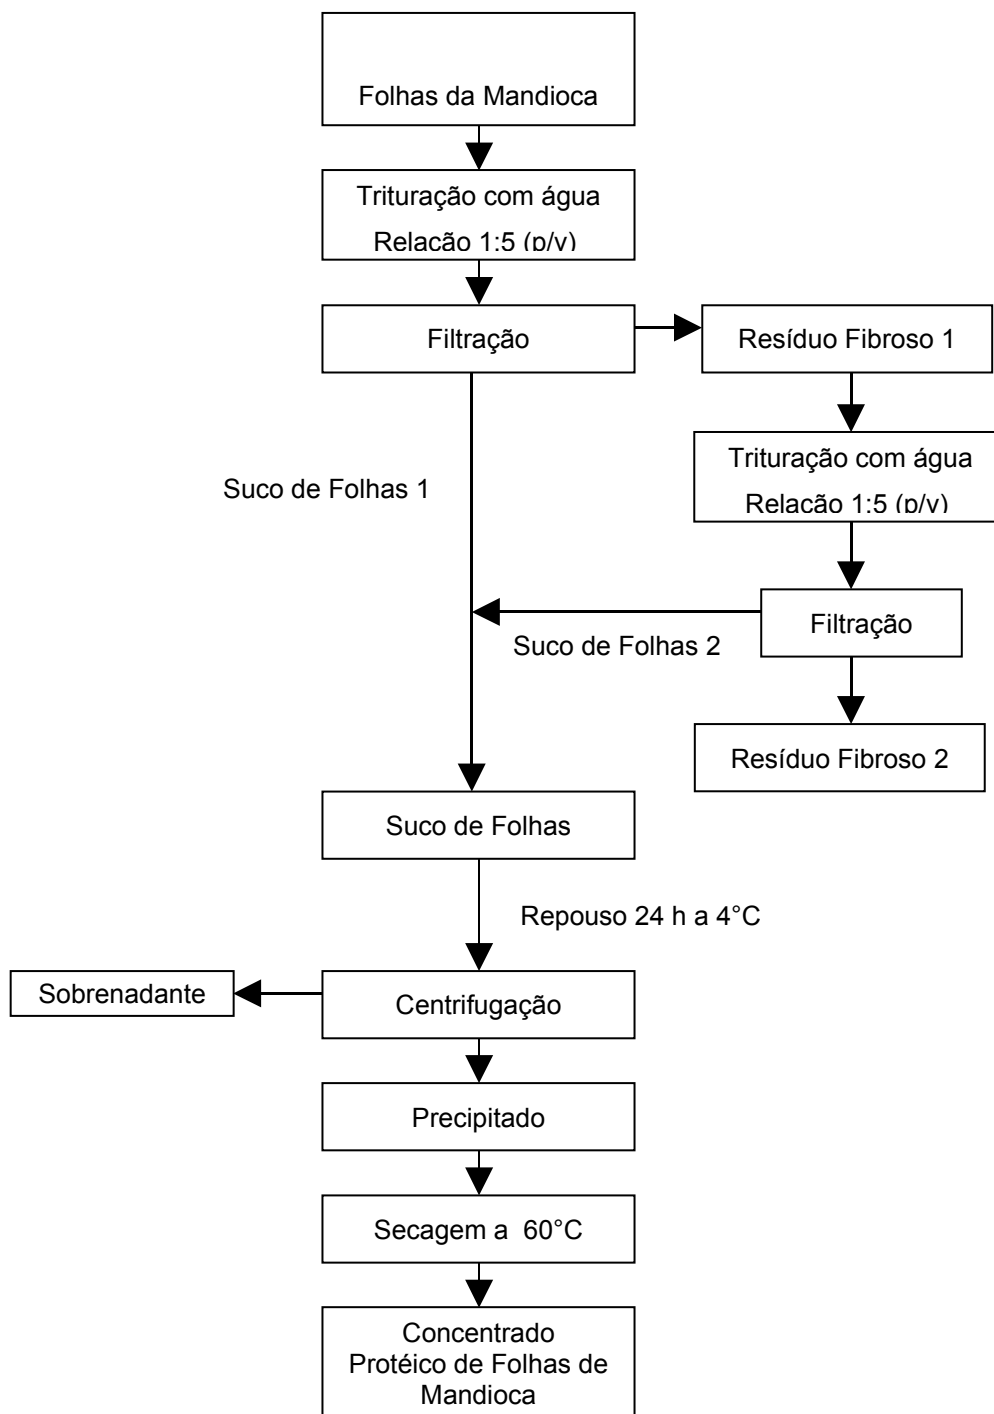 Folhas da Mandioca
Trituração com água
Relação 1:5 (p/v)
Filtração
Resíduo Fibroso 1
Trituração com água
Relação 1:5 (p/v)
Suco de Folhas 1
Filtração
Suco de Folhas 2
Resíduo Fibroso 2
Suco de Folhas
Repouso 24 h a 4°C
Sobrenadante
Centrifugação
Precipitado
Secagem a 60°C
Concentrado
Protéico de Folhas de
Mandioca